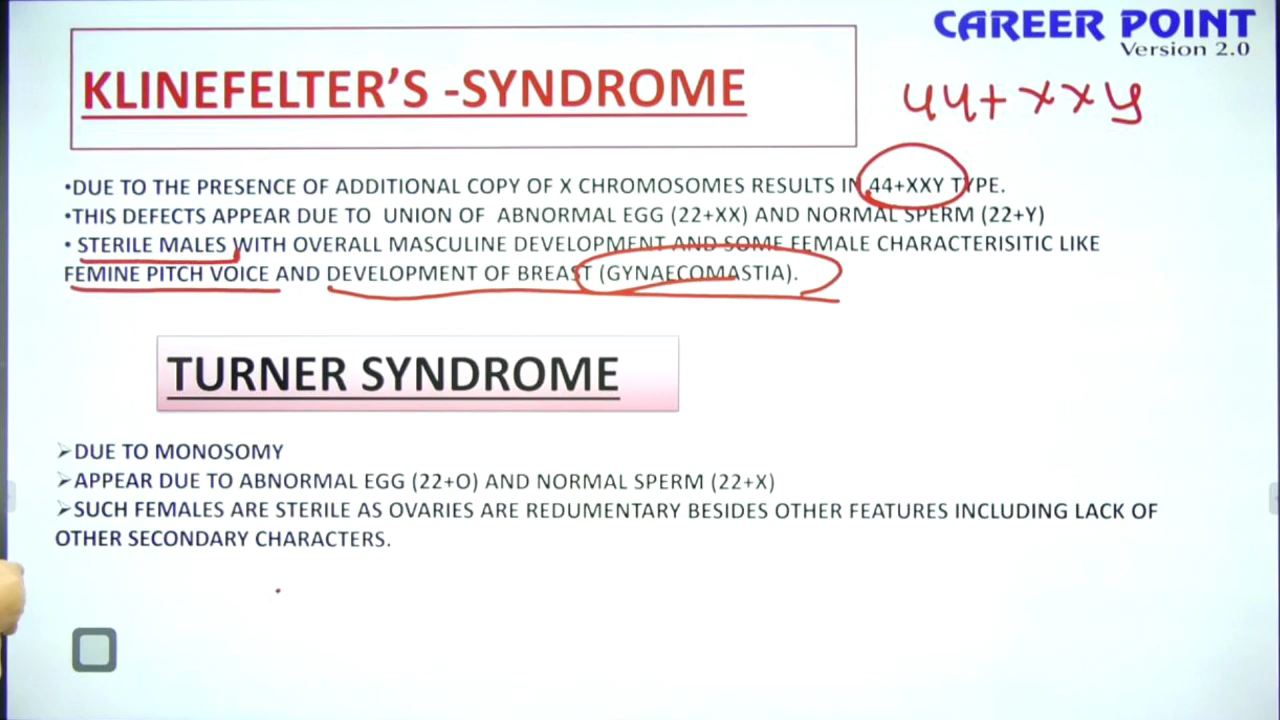 CAREER POINT
Version 2.0
KLINEFELTER'S -SYNDROME
44+ XXY
•DUE TO THE PRESENCE OF ADDITIONAL COPY OF X CHROMOSOMES RESULTS IN 44+XXY TYPE.
•THIS DEFECTS APPEAR DUE TO UNION OF ABNORMAL EGG (22+XX) AND NORMAL SPERM (22+Y)
• STERILE MALES WITH OVERALL MASCULINE DEVELOPMENT AND SOME FEMALE CHARACTERISITIC LIKE
FEMINE PITCH VOICE AND DEVELOPMENT OF BREAST (GYNAECOMASTIA).
TURNER SYNDROME
➢DUE TO MONOSOMY
➢APPEAR DUE TO ABNORMAL EGG (22+O) AND NORMAL SPERM (22+X)
➢SUCH FEMALES ARE STERILE AS OVARIES ARE REDUMENTARY BESIDES OTHER FEATURES INCLUDING LACK OF
OTHER SECONDARY CHARACTERS.